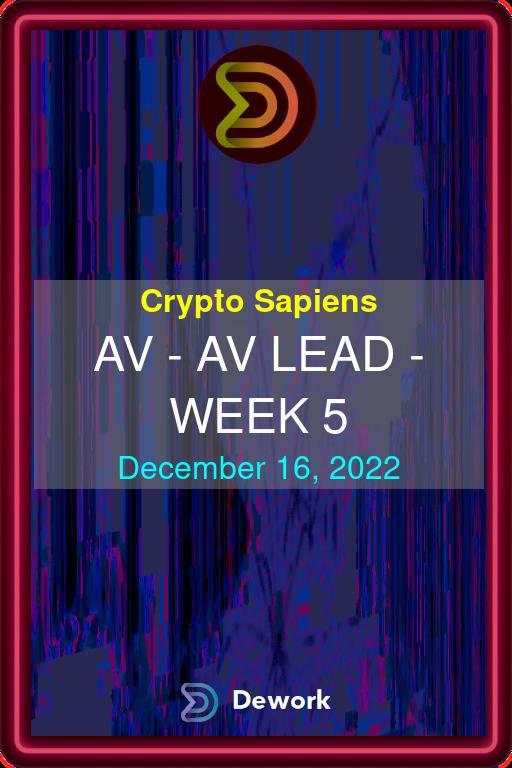 Crypto Sapiens
AV - AV LEAD -
WEEK 5
December 16, 2022
Dework